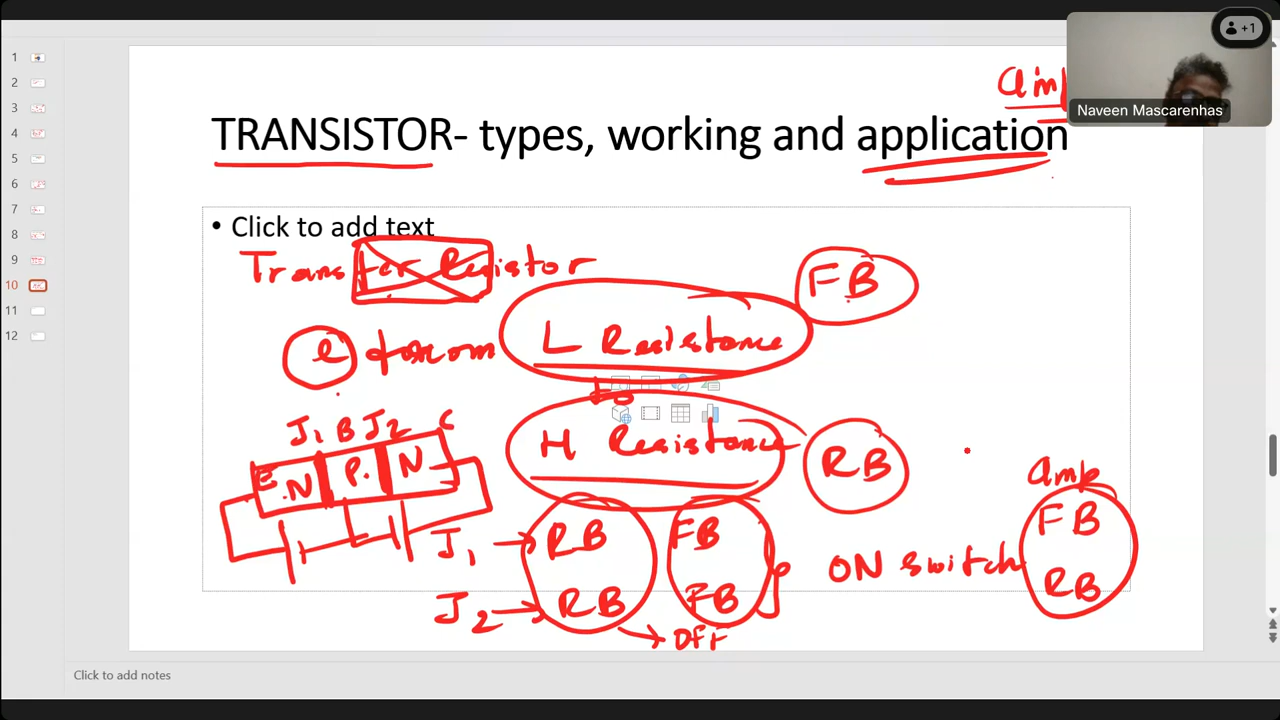 +1
Naveen Mascarenhas
1
2
3
4
5
6
7
8
9
10
11
12
amp
TRANSISTOR- types, working and application
• Click to add text
Transfer Resistor
FB
e from L Resistance
to
H Resistance
RB
J1 B J2 C
E N P N
amp
J1 → RB FB
FB
ON switch
RB
J2 → RB FB
→ OFF
Click to add notes